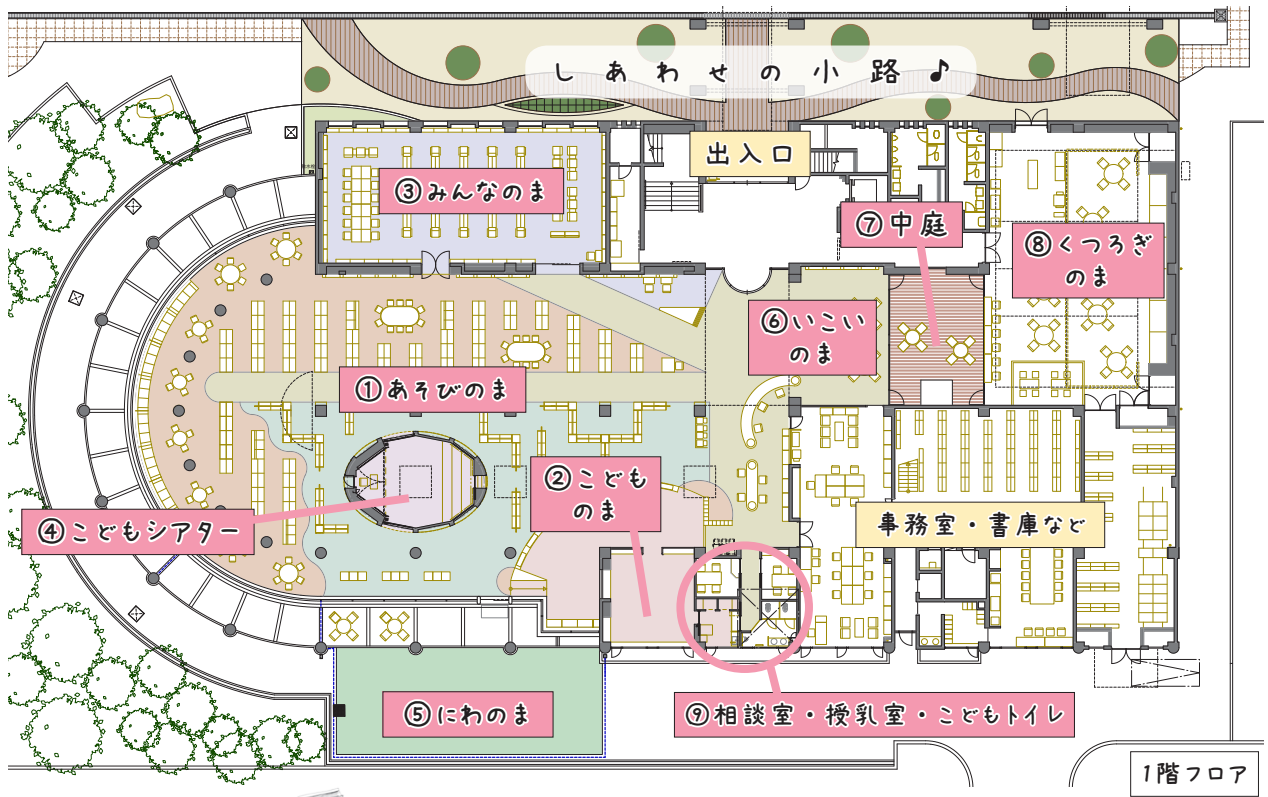 しあわせの小路♪
出入口
③みんなのま
⑦中庭
⑧くつろぎ
のま
⑥いこい
のま
①あそびのま
②こども
のま
④こどもシアター
事務室・書庫など
⑤にわのま
⑨相談室・授乳室・こどもトイレ
1階フロア